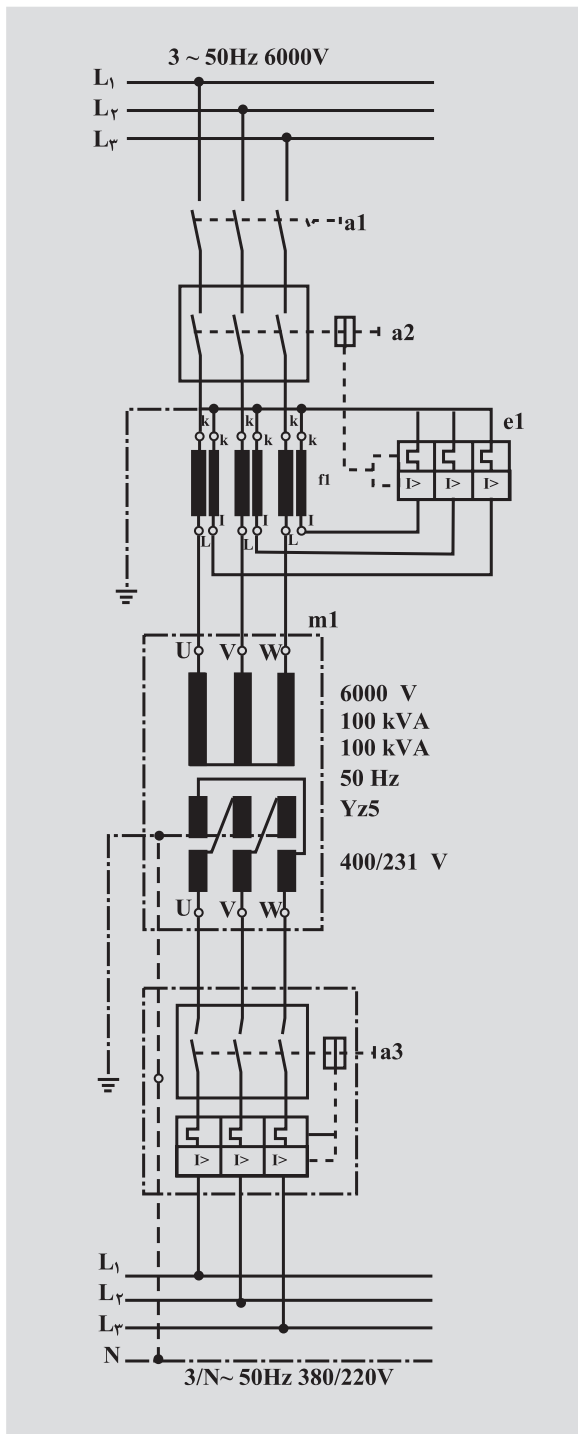 3 ~ 50Hz 6000V
L۱
L۲
L۳
a1
a2
e1
k k k
k k k
f1
I> I> I>
I I I
L L L
m1
U V W
6000 V
100 kVA
100 kVA
50 Hz
Yz5
400/231 V
U V W
a3
I> I> I>
L۱
L۲
L۳
N
3/N~ 50Hz 380/220V